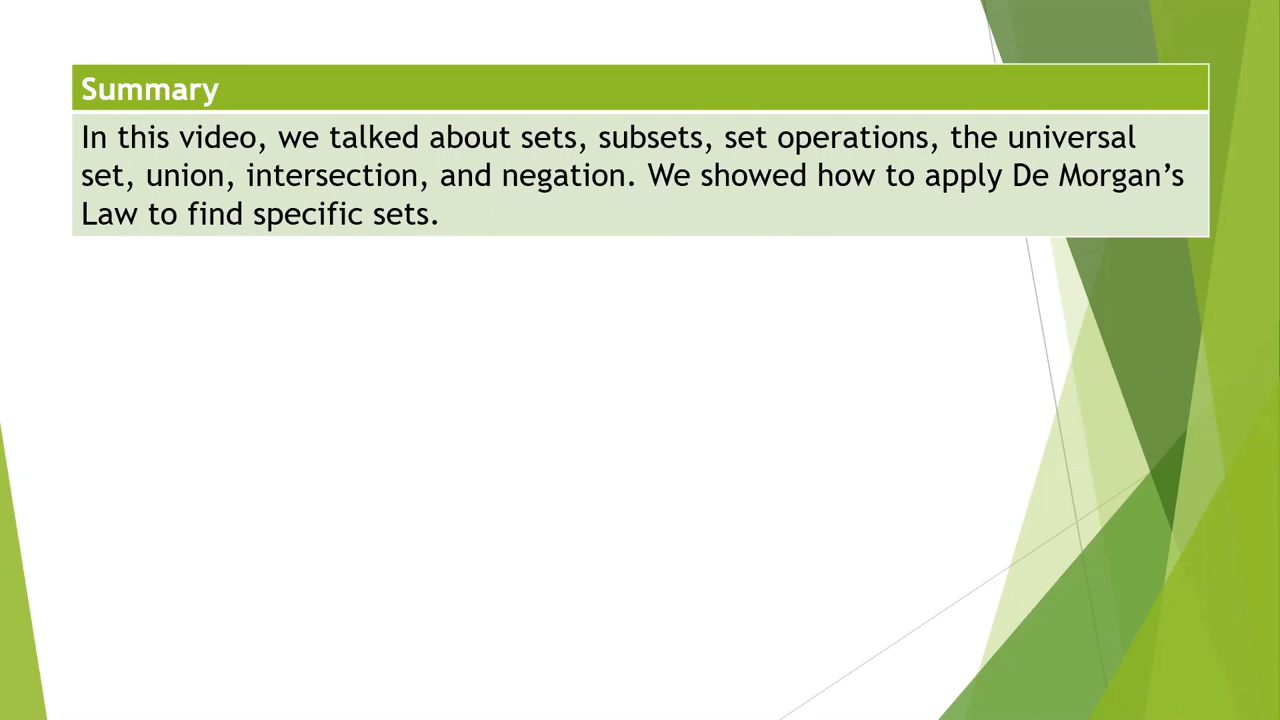 Summary
In this video, we talked about sets, subsets, set operations, the universal
set, union, intersection, and negation. We showed how to apply De Morgan’s
Law to find specific sets.